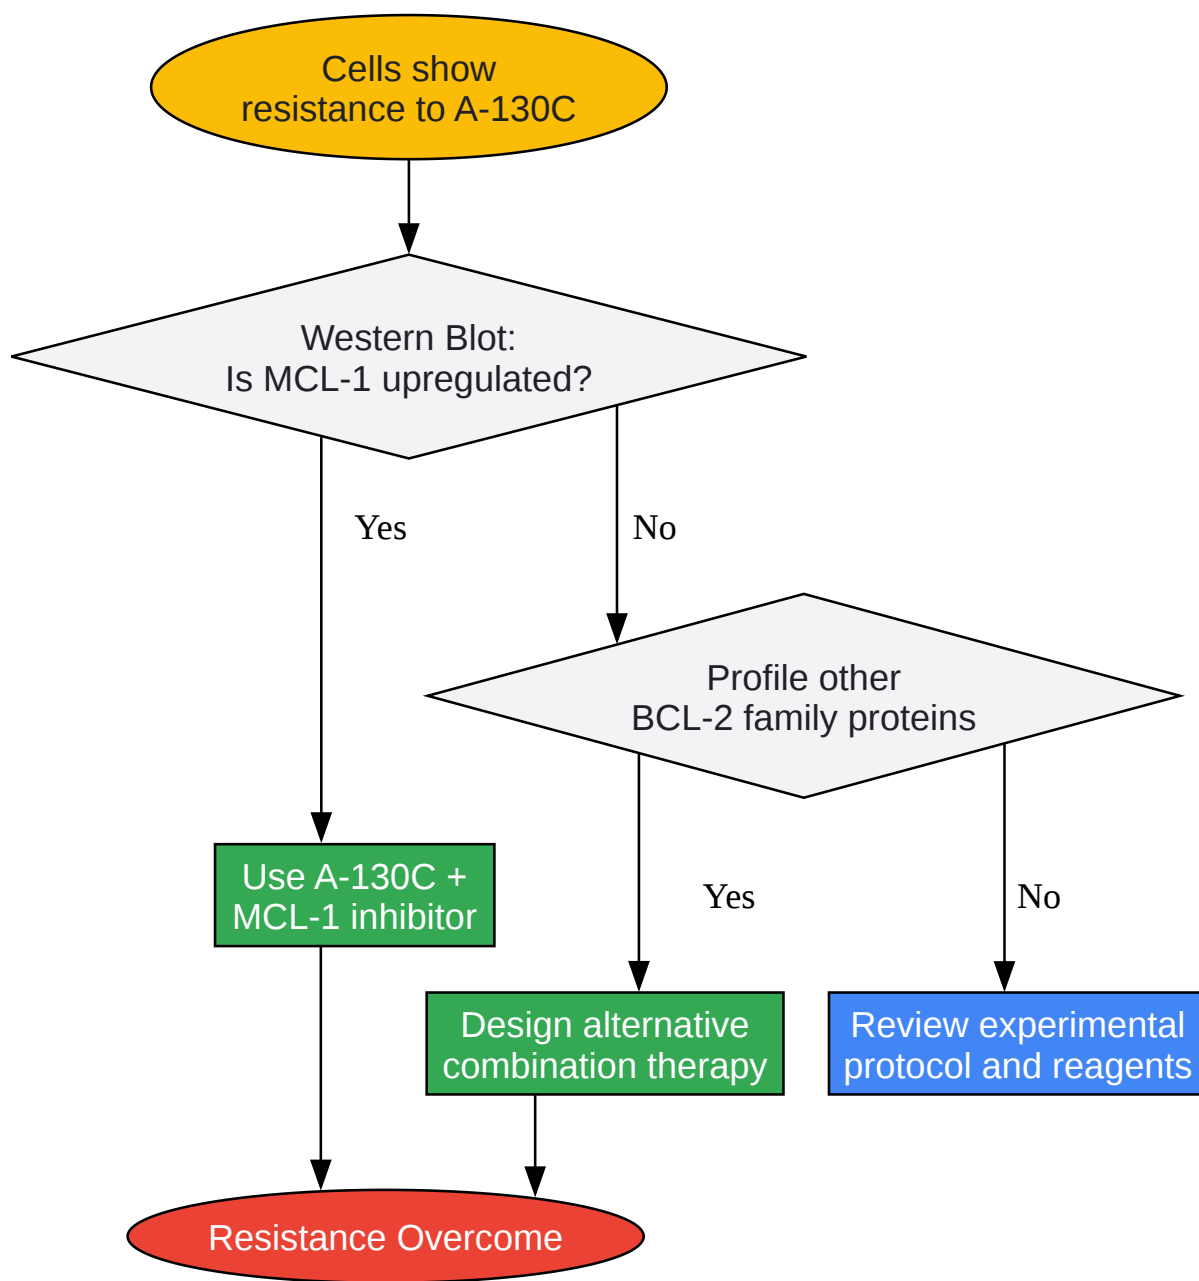 Cells show
resistance to A-130C
Western Blot:
Is MCL-1 upregulated?
Yes
No
Profile other
BCL-2 family proteins
Use A-130C +
MCL-1 inhibitor
Yes
No
Design alternative
combination therapy
Review experimental
protocol and reagents
Resistance Overcome